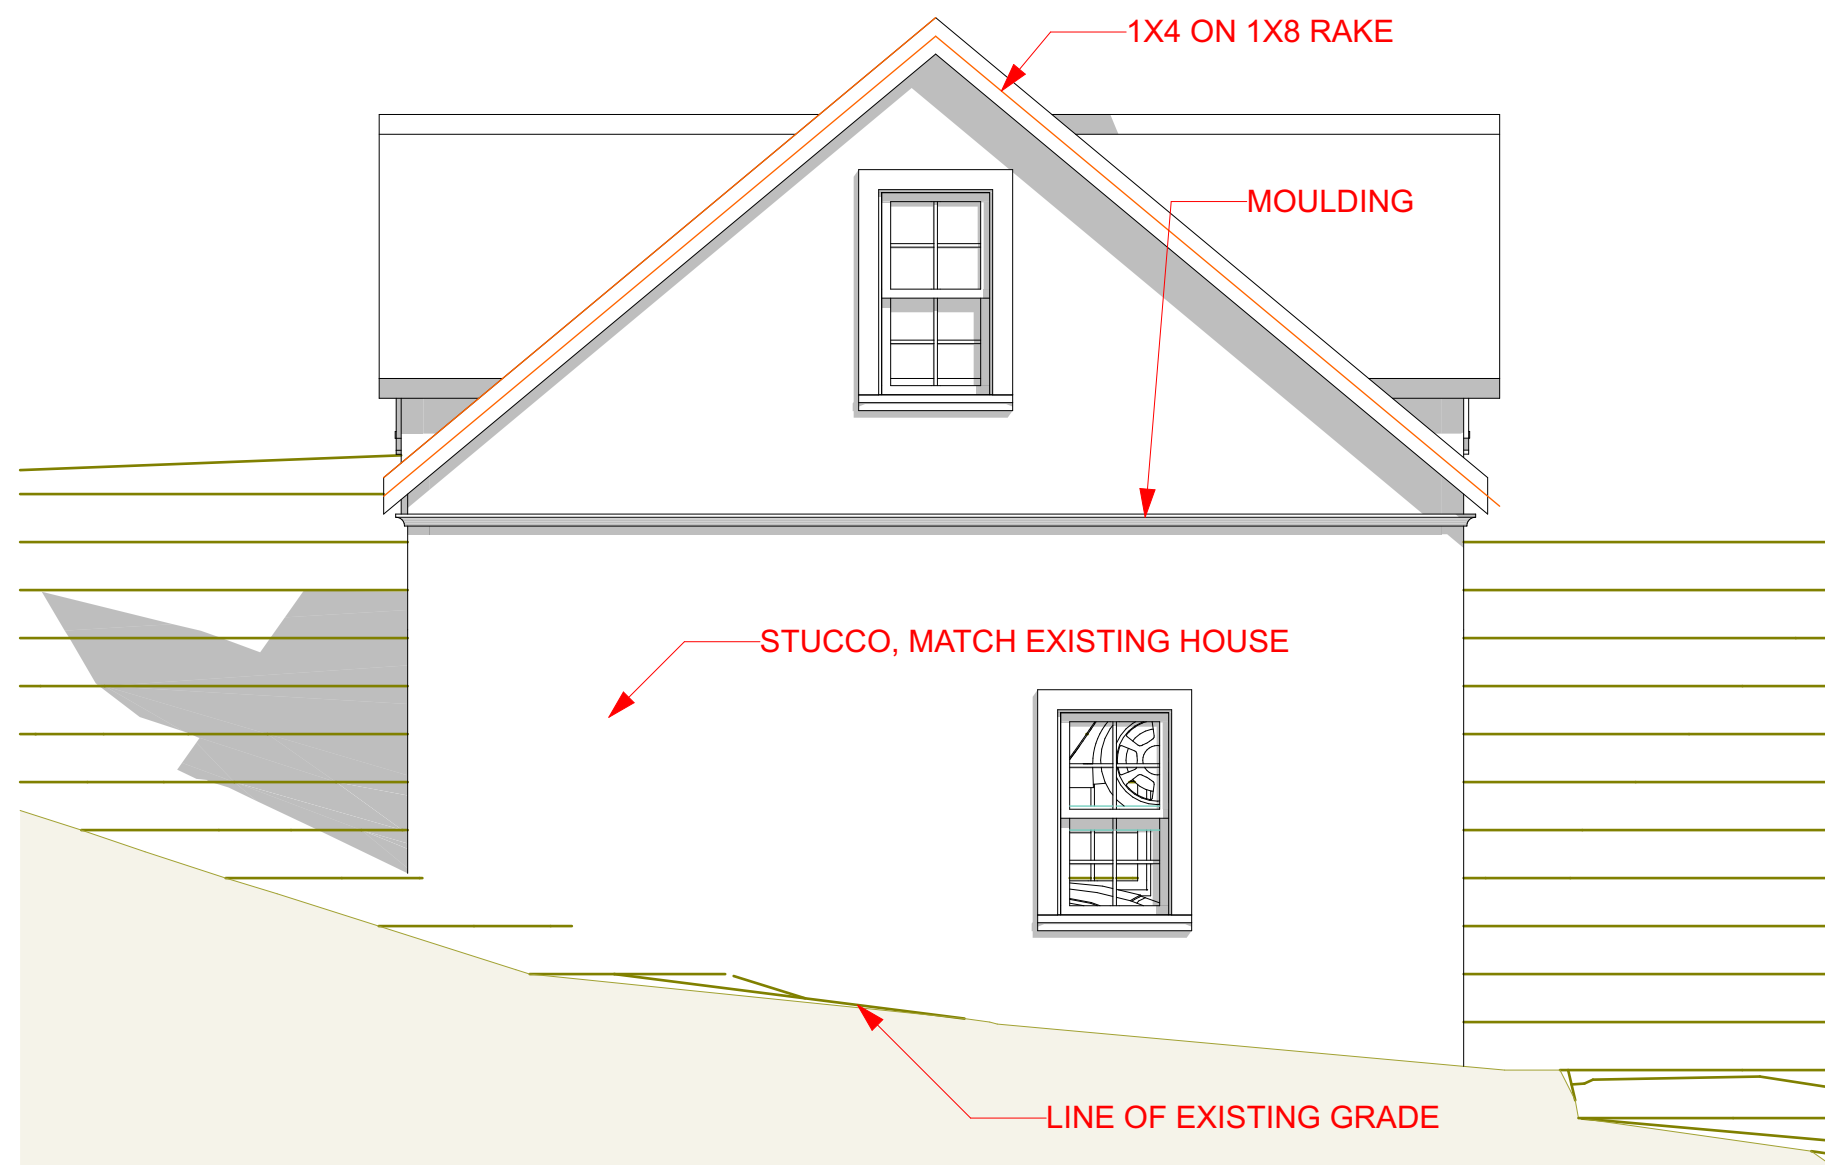 1X4 ON 1X8 RAKE
MOULDING
STUCCO, MATCH EXISTING HOUSE
LINE OF EXISTING GRADE